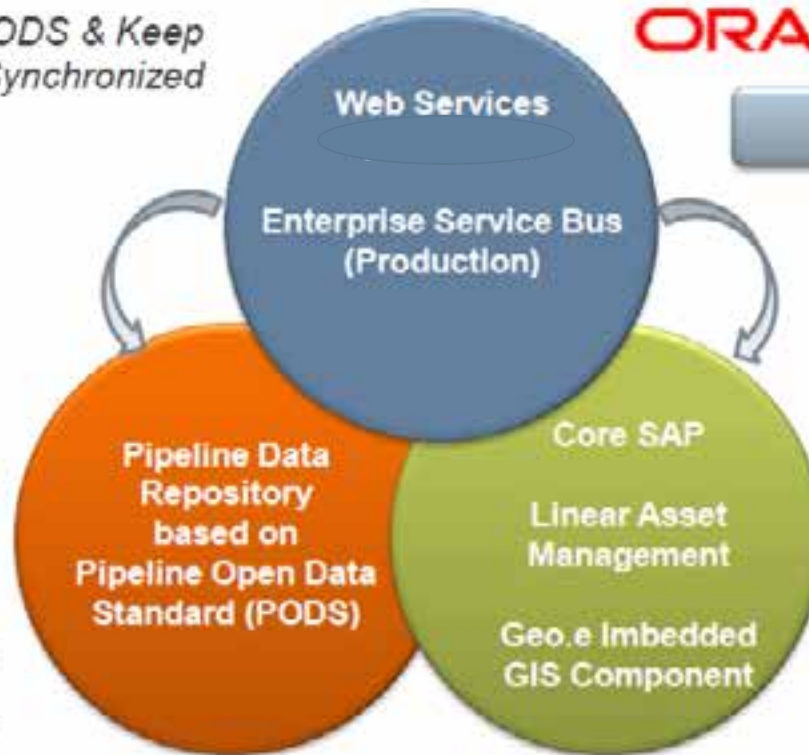 ODS & Keep
Synchronized
ORA
Web Services
Enterprise Service Bus
(Production)
Pipeline Data
Repository
based on
Pipeline Open Data
Standard (PODS)
Core SAP
Linear Asset
Management
Geo.e Imbedded
GIS Component